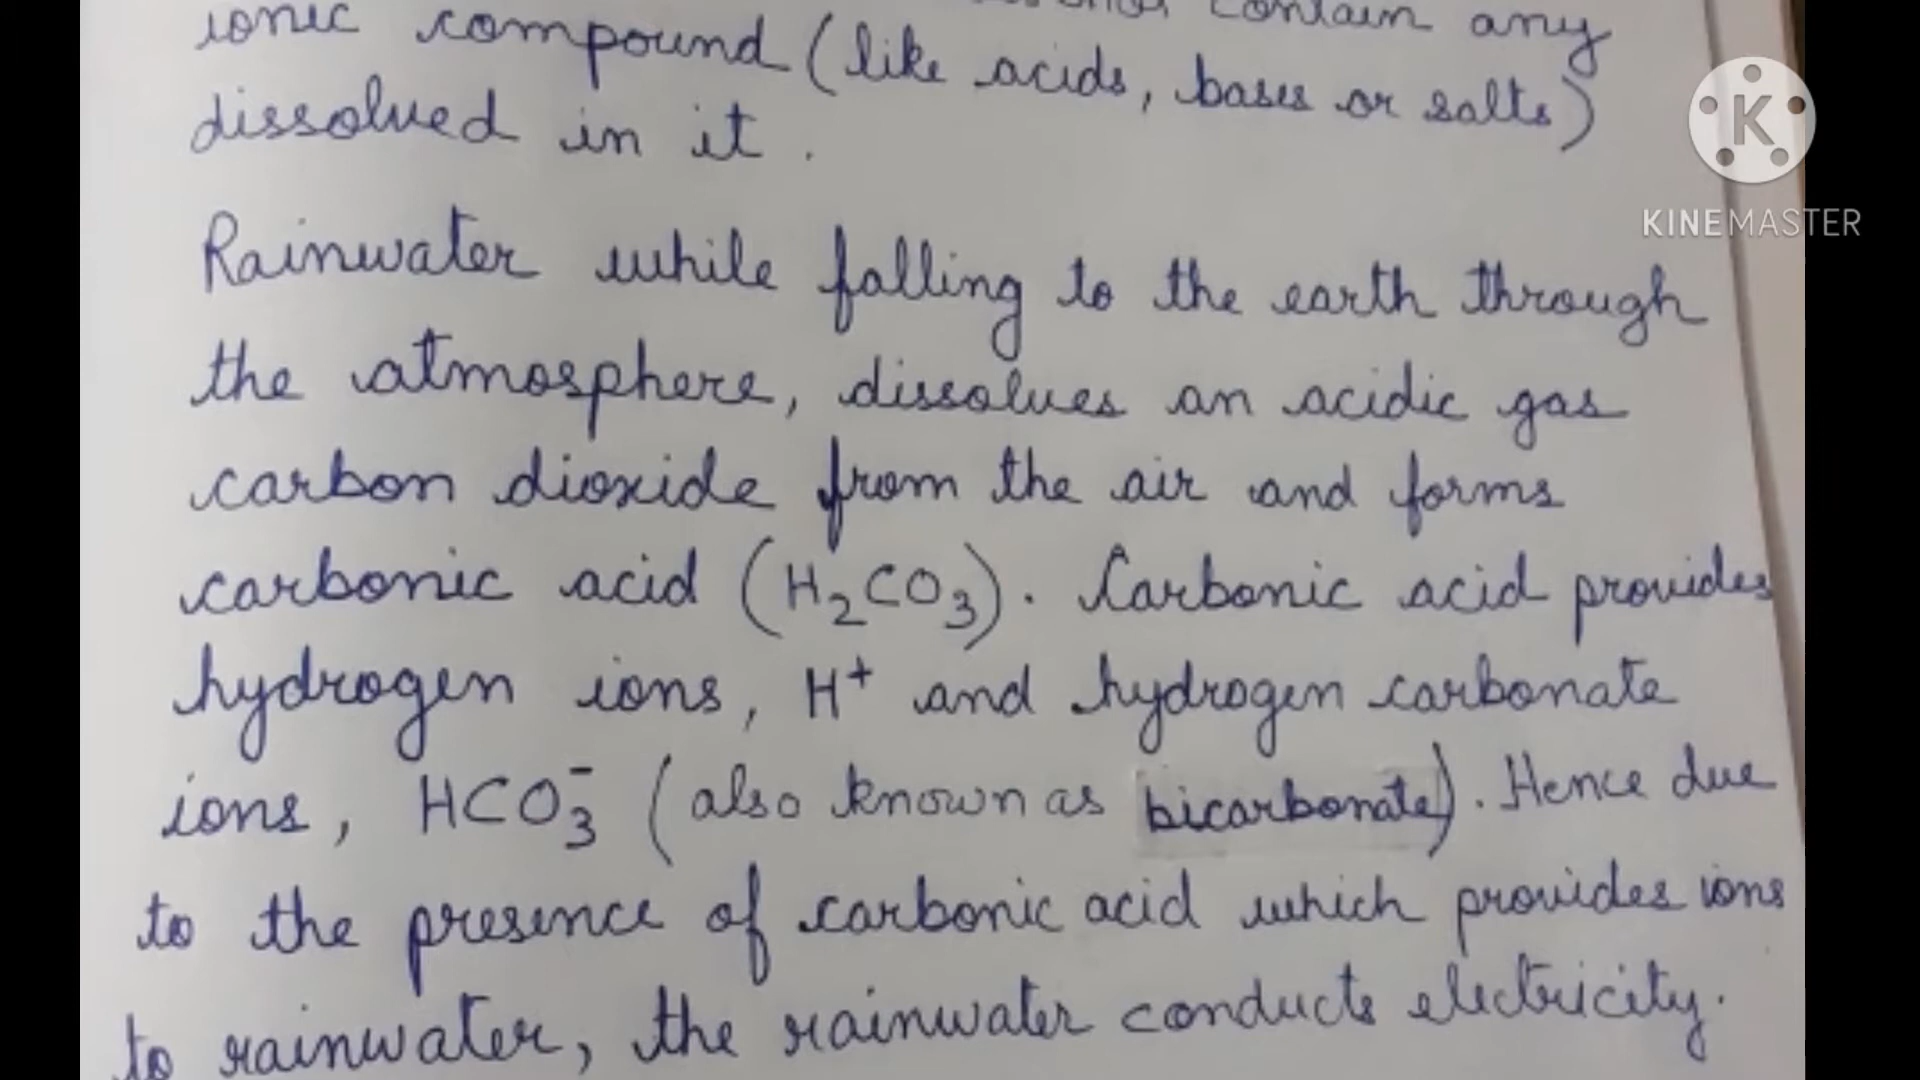 contain any
ionic compound (like acids, bases or salts)
dissolved in it.
Rainwater while falling to the earth through
the atmosphere, dissolves an acidic gas
carbon dioxide from the air and forms
carbonic acid (H₂CO₃). Carbonic acid provides
hydrogen ions, H⁺ and hydrogen carbonate
ions, HCO₃⁻ (also known as bicarbonate). Hence due
to the presence of carbonic acid which provides ions
to rainwater, the rainwater conducts electricity.
K
KINEMASTER